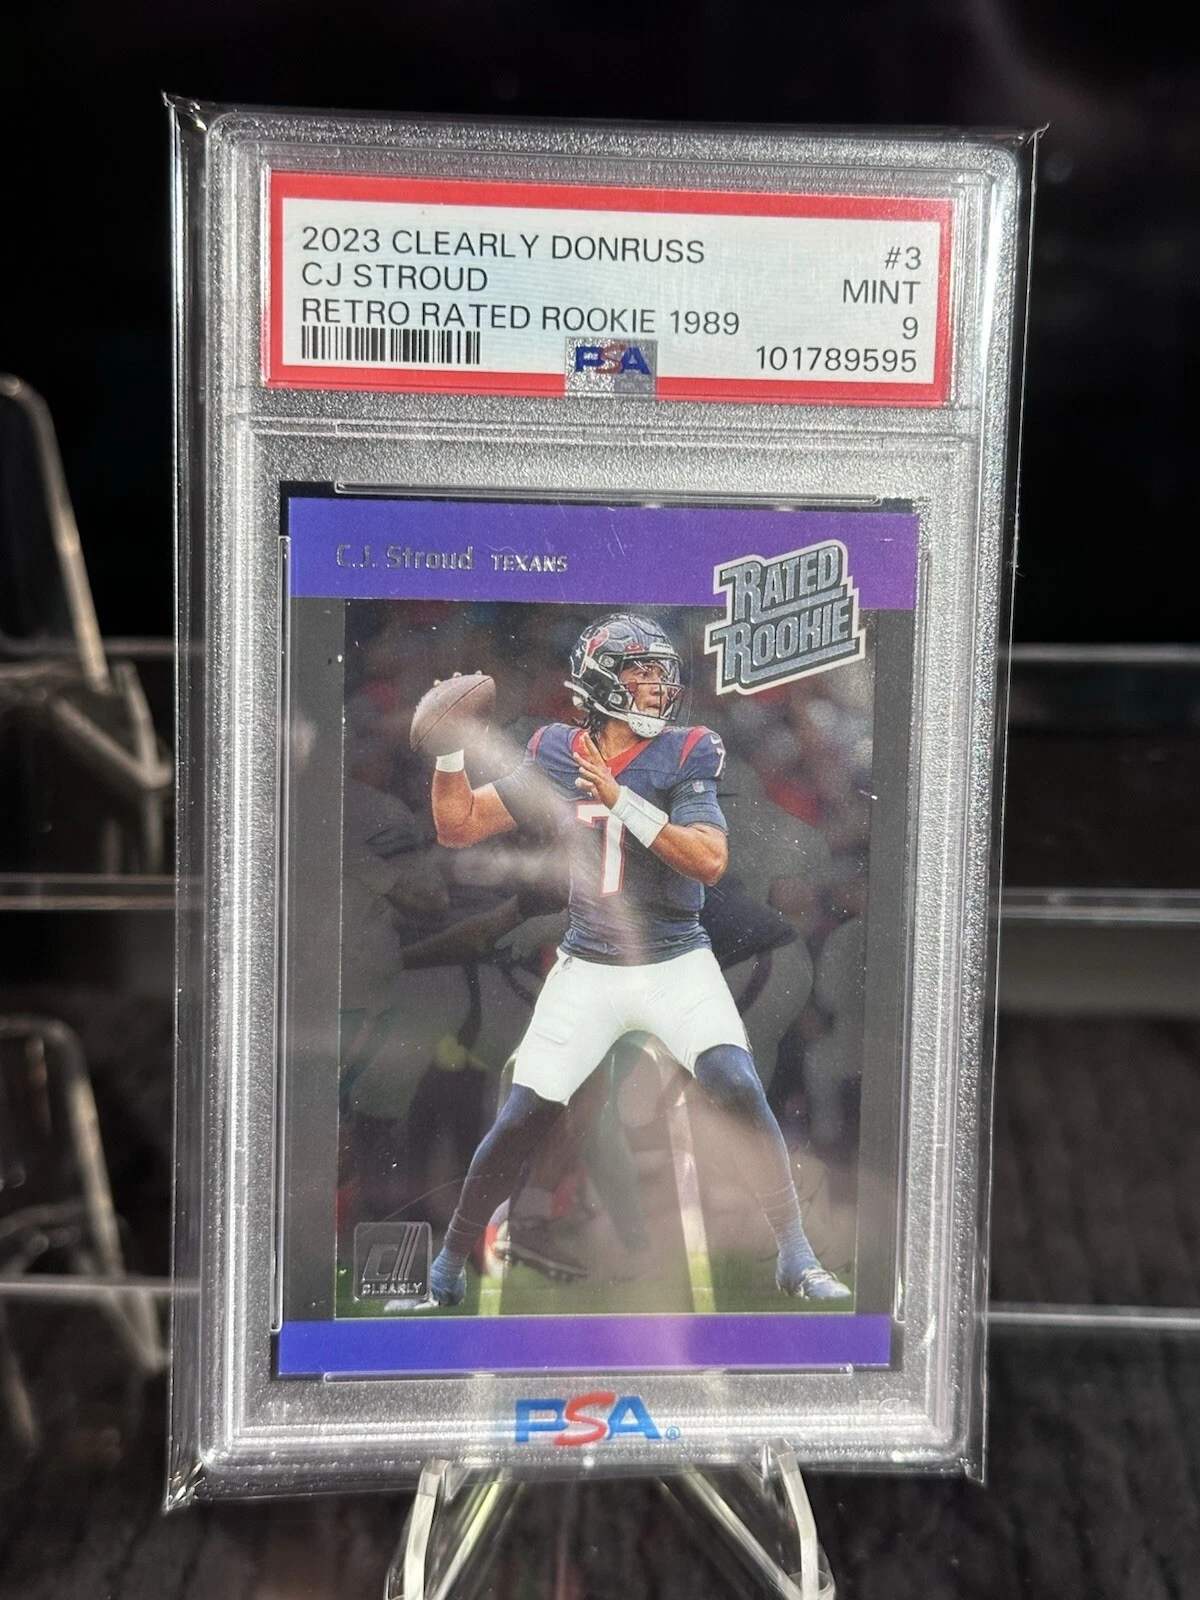 2023 CLEARLY DONRUSS #3
CJ STROUD MINT
RETRO RATED ROOKIE 1989 9
PSA 101789595
C.J. Stroud TEXANS
RATED
ROOKIE
7
7
CLEARLY
PSA®